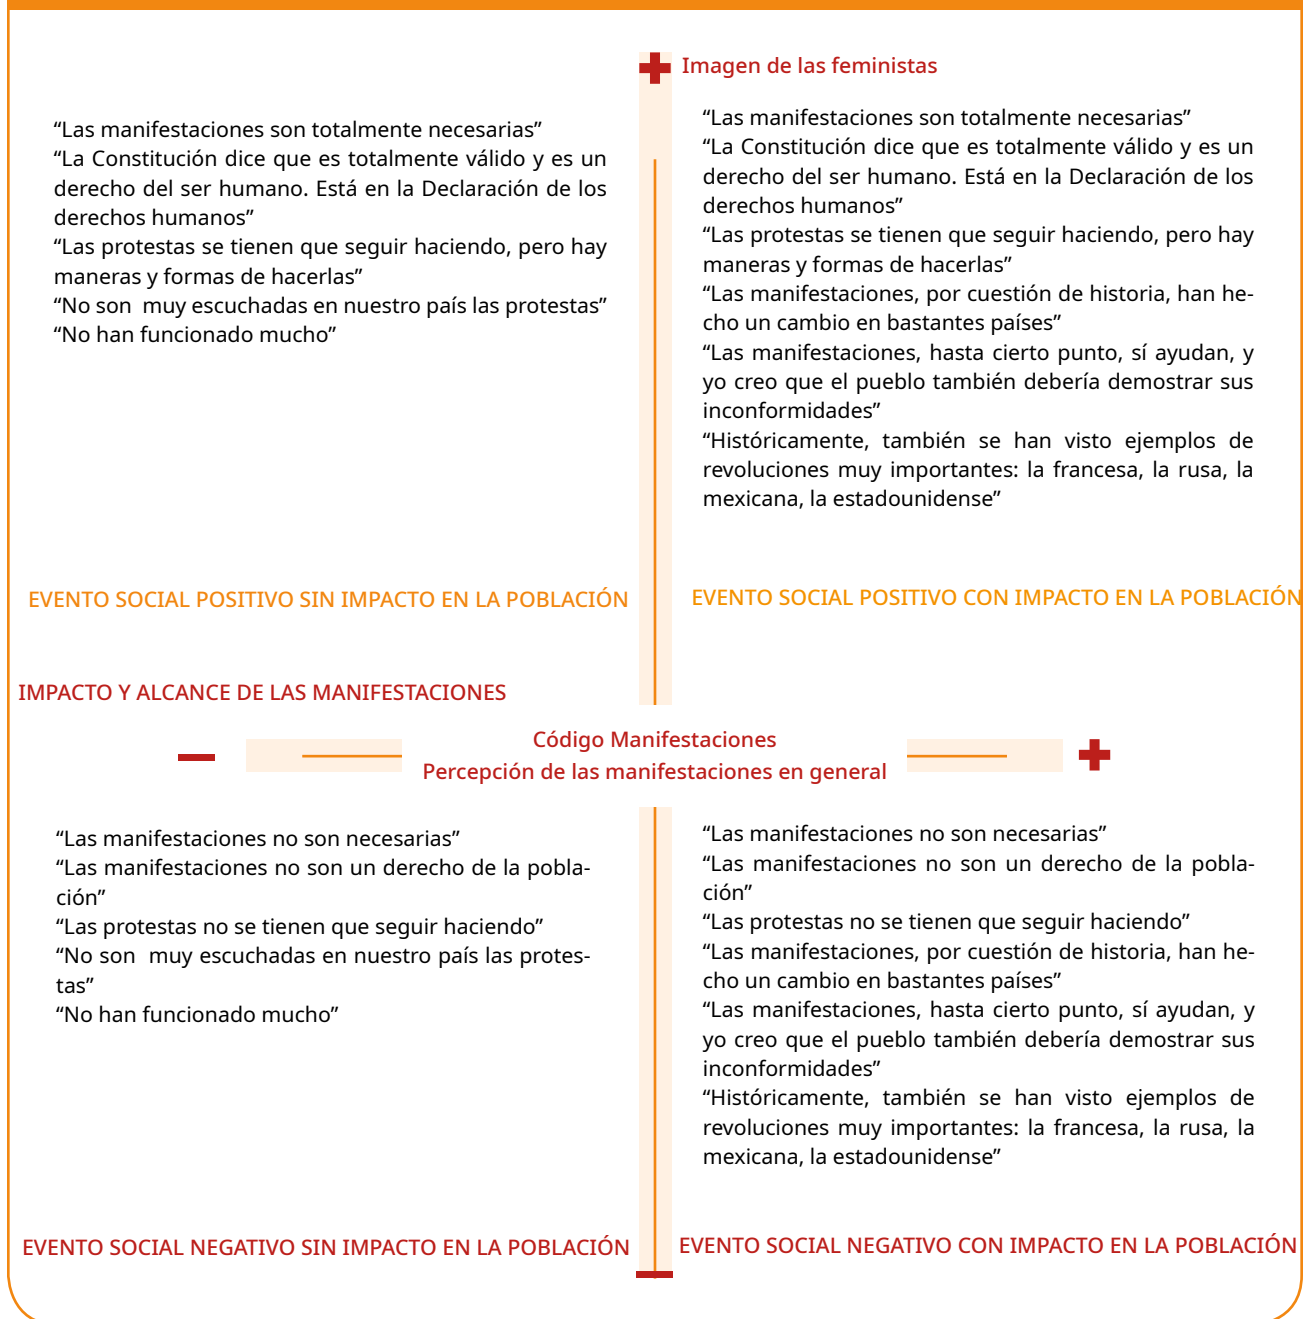 Imagen de las feministas
“Las manifestaciones son totalmente necesarias”
“La Constitución dice que es totalmente válido y es un
derecho del ser humano. Está en la Declaración de los
derechos humanos”
“Las protestas se tienen que seguir haciendo, pero hay
maneras y formas de hacerlas”
“No son  muy escuchadas en nuestro país las protestas”
“No han funcionado mucho”
EVENTO SOCIAL POSITIVO SIN IMPACTO EN LA POBLACIÓN
“Las manifestaciones son totalmente necesarias”
“La Constitución dice que es totalmente válido y es un
derecho del ser humano. Está en la Declaración de los
derechos humanos”
“Las protestas se tienen que seguir haciendo, pero hay
maneras y formas de hacerlas”
“Las manifestaciones, por cuestión de historia, han he-
cho un cambio en bastantes países”
“Las manifestaciones, hasta cierto punto, sí ayudan, y
yo creo que el pueblo también debería demostrar sus
inconformidades”
“Históricamente, también se han visto ejemplos de
revoluciones muy importantes: la francesa, la rusa, la
mexicana, la estadounidense”
EVENTO SOCIAL POSITIVO CON IMPACTO EN LA POBLACIÓN
IMPACTO Y ALCANCE DE LAS MANIFESTACIONES
Código Manifestaciones
Percepción de las manifestaciones en general
“Las manifestaciones no son necesarias”
“Las manifestaciones no son un derecho de la pobla-
ción”
“Las protestas no se tienen que seguir haciendo”
“No son  muy escuchadas en nuestro país las protes-
tas”
“No han funcionado mucho”
EVENTO SOCIAL NEGATIVO SIN IMPACTO EN LA POBLACIÓN
“Las manifestaciones no son necesarias”
“Las manifestaciones no son un derecho de la pobla-
ción”
“Las protestas no se tienen que seguir haciendo”
“Las manifestaciones, por cuestión de historia, han he-
cho un cambio en bastantes países”
“Las manifestaciones, hasta cierto punto, sí ayudan, y
yo creo que el pueblo también debería demostrar sus
inconformidades”
“Históricamente, también se han visto ejemplos de
revoluciones muy importantes: la francesa, la rusa, la
mexicana, la estadounidense”
EVENTO SOCIAL NEGATIVO CON IMPACTO EN LA POBLACIÓN